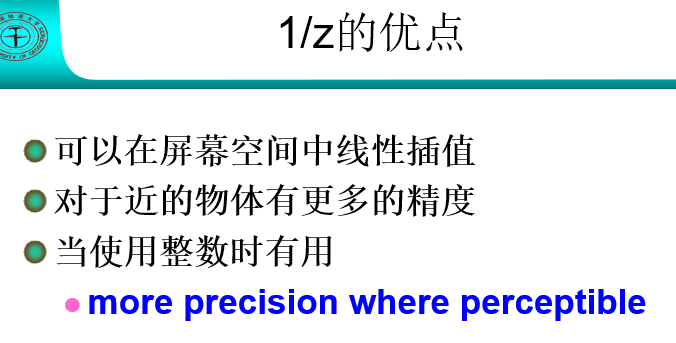 1/z的优点
可以在屏幕空间中线性插值
对于近的物体有更多的精度
当使用整数时有用
more precision where perceptible